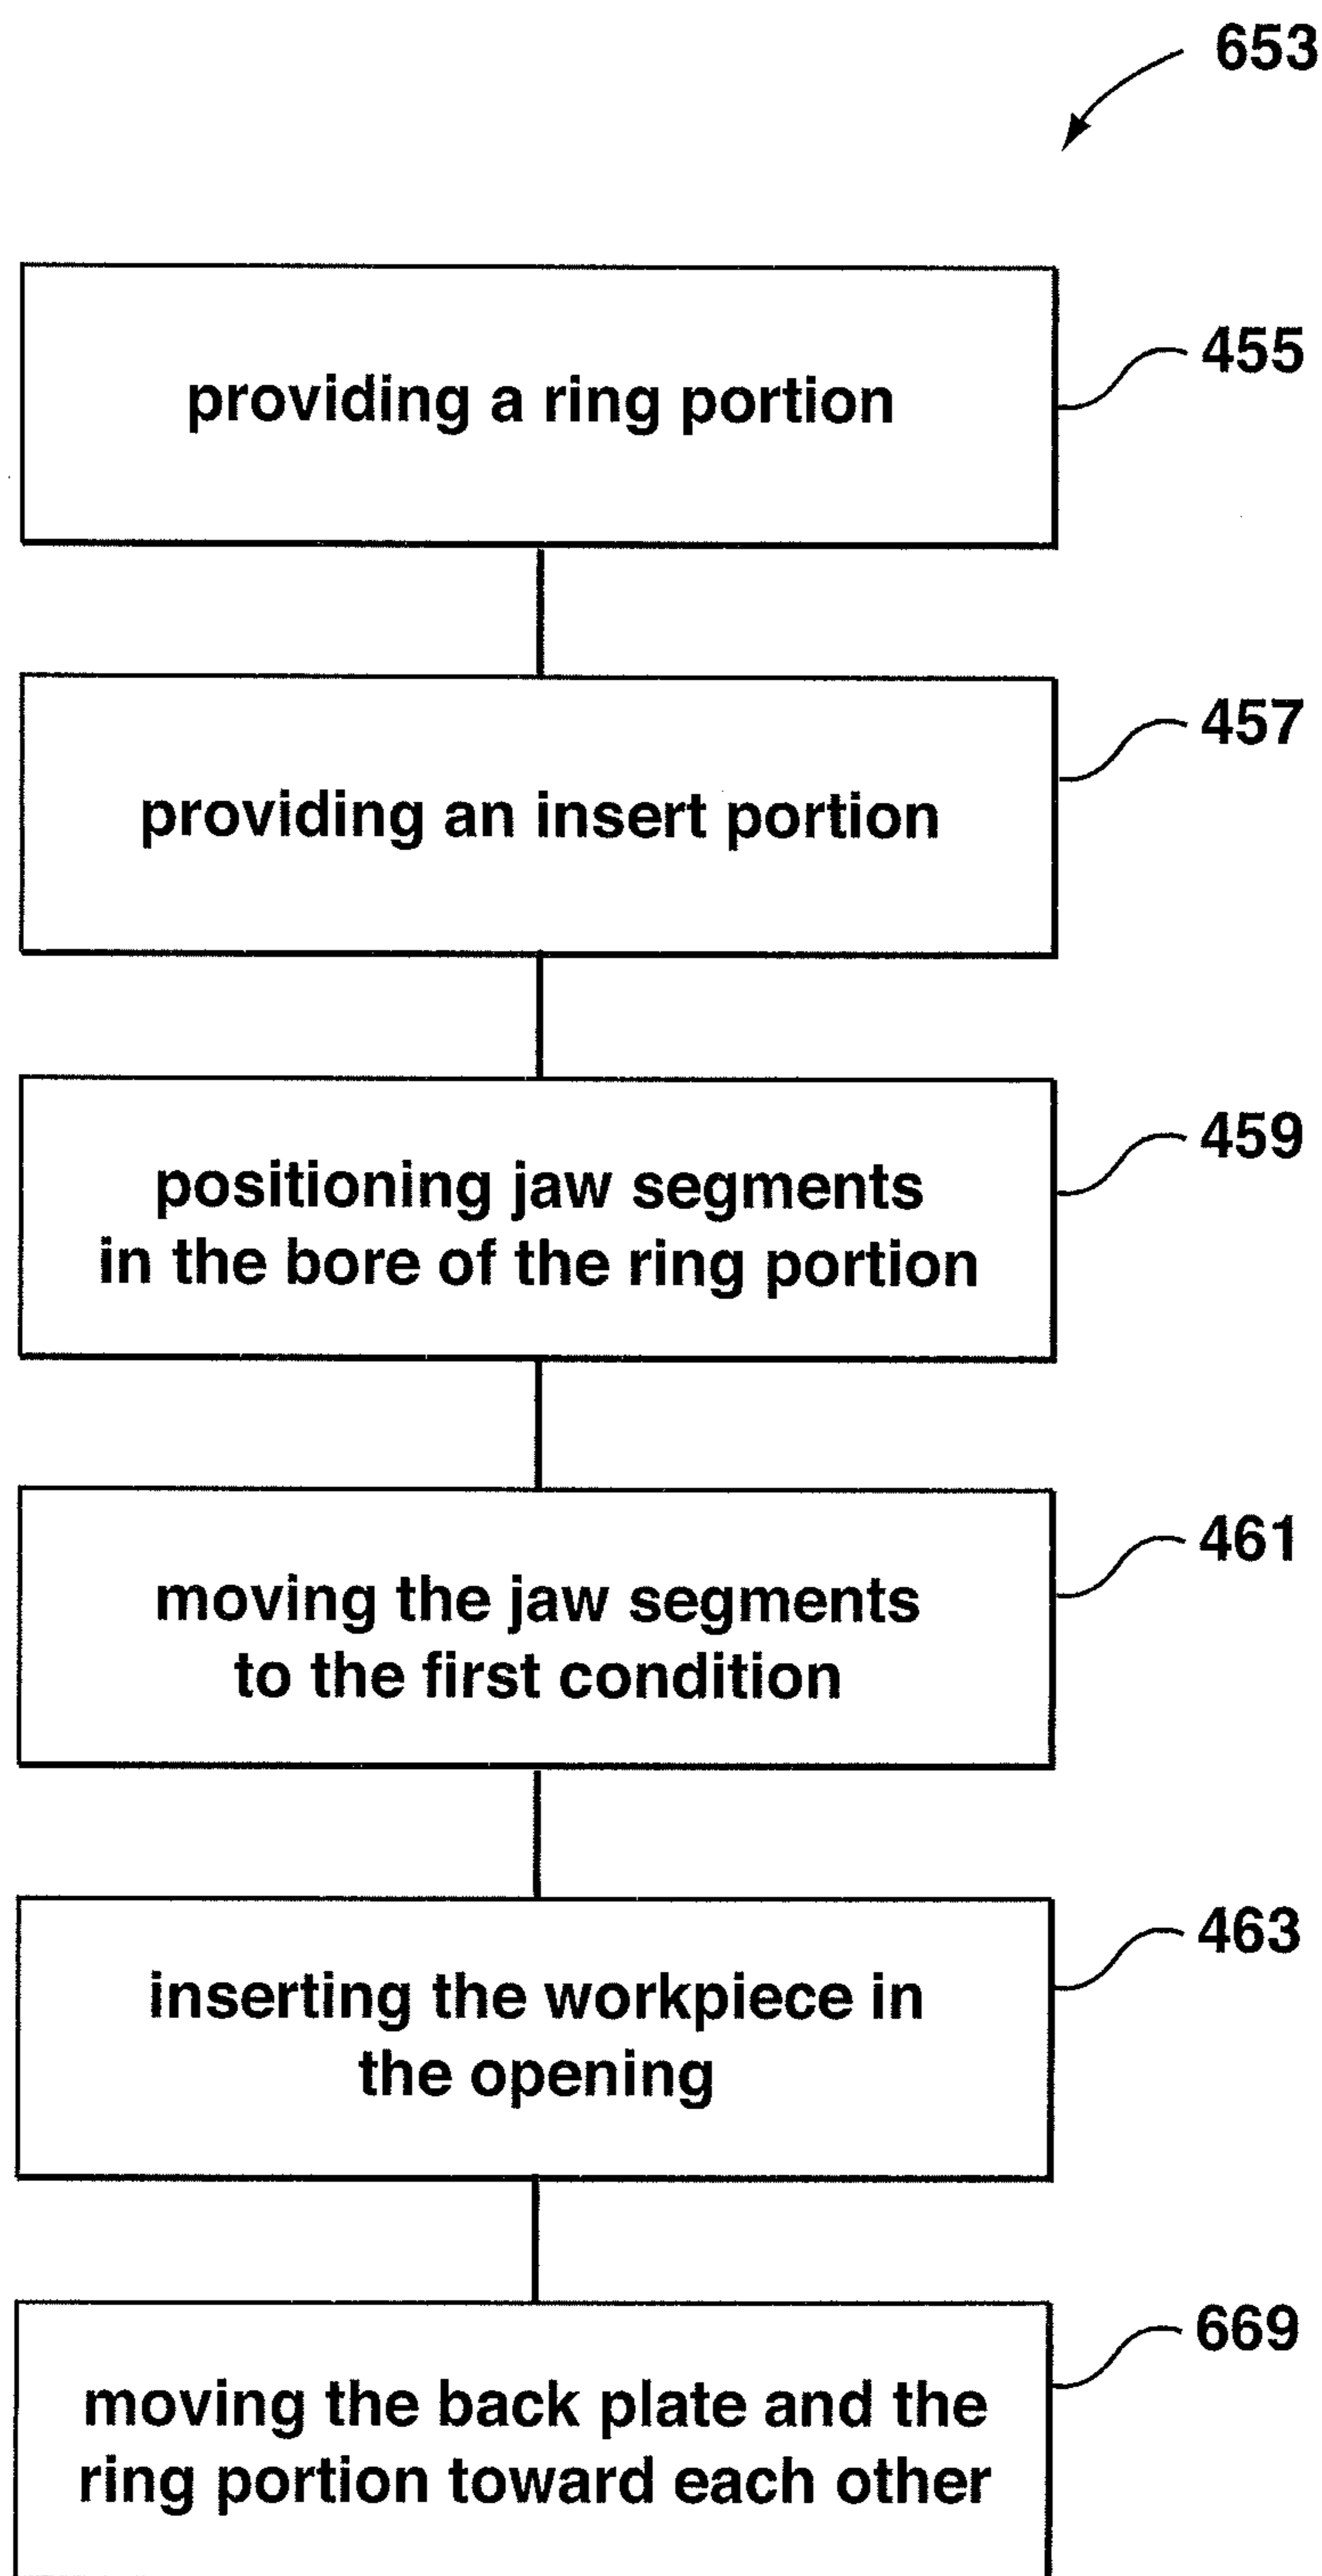 653
providing a ring portion
455
providing an insert portion
457
positioning jaw segments
in the bore of the ring portion
459
moving the jaw segments
to the first condition
461
inserting the workpiece in
the opening
463
moving the back plate and the
ring portion toward each other
669